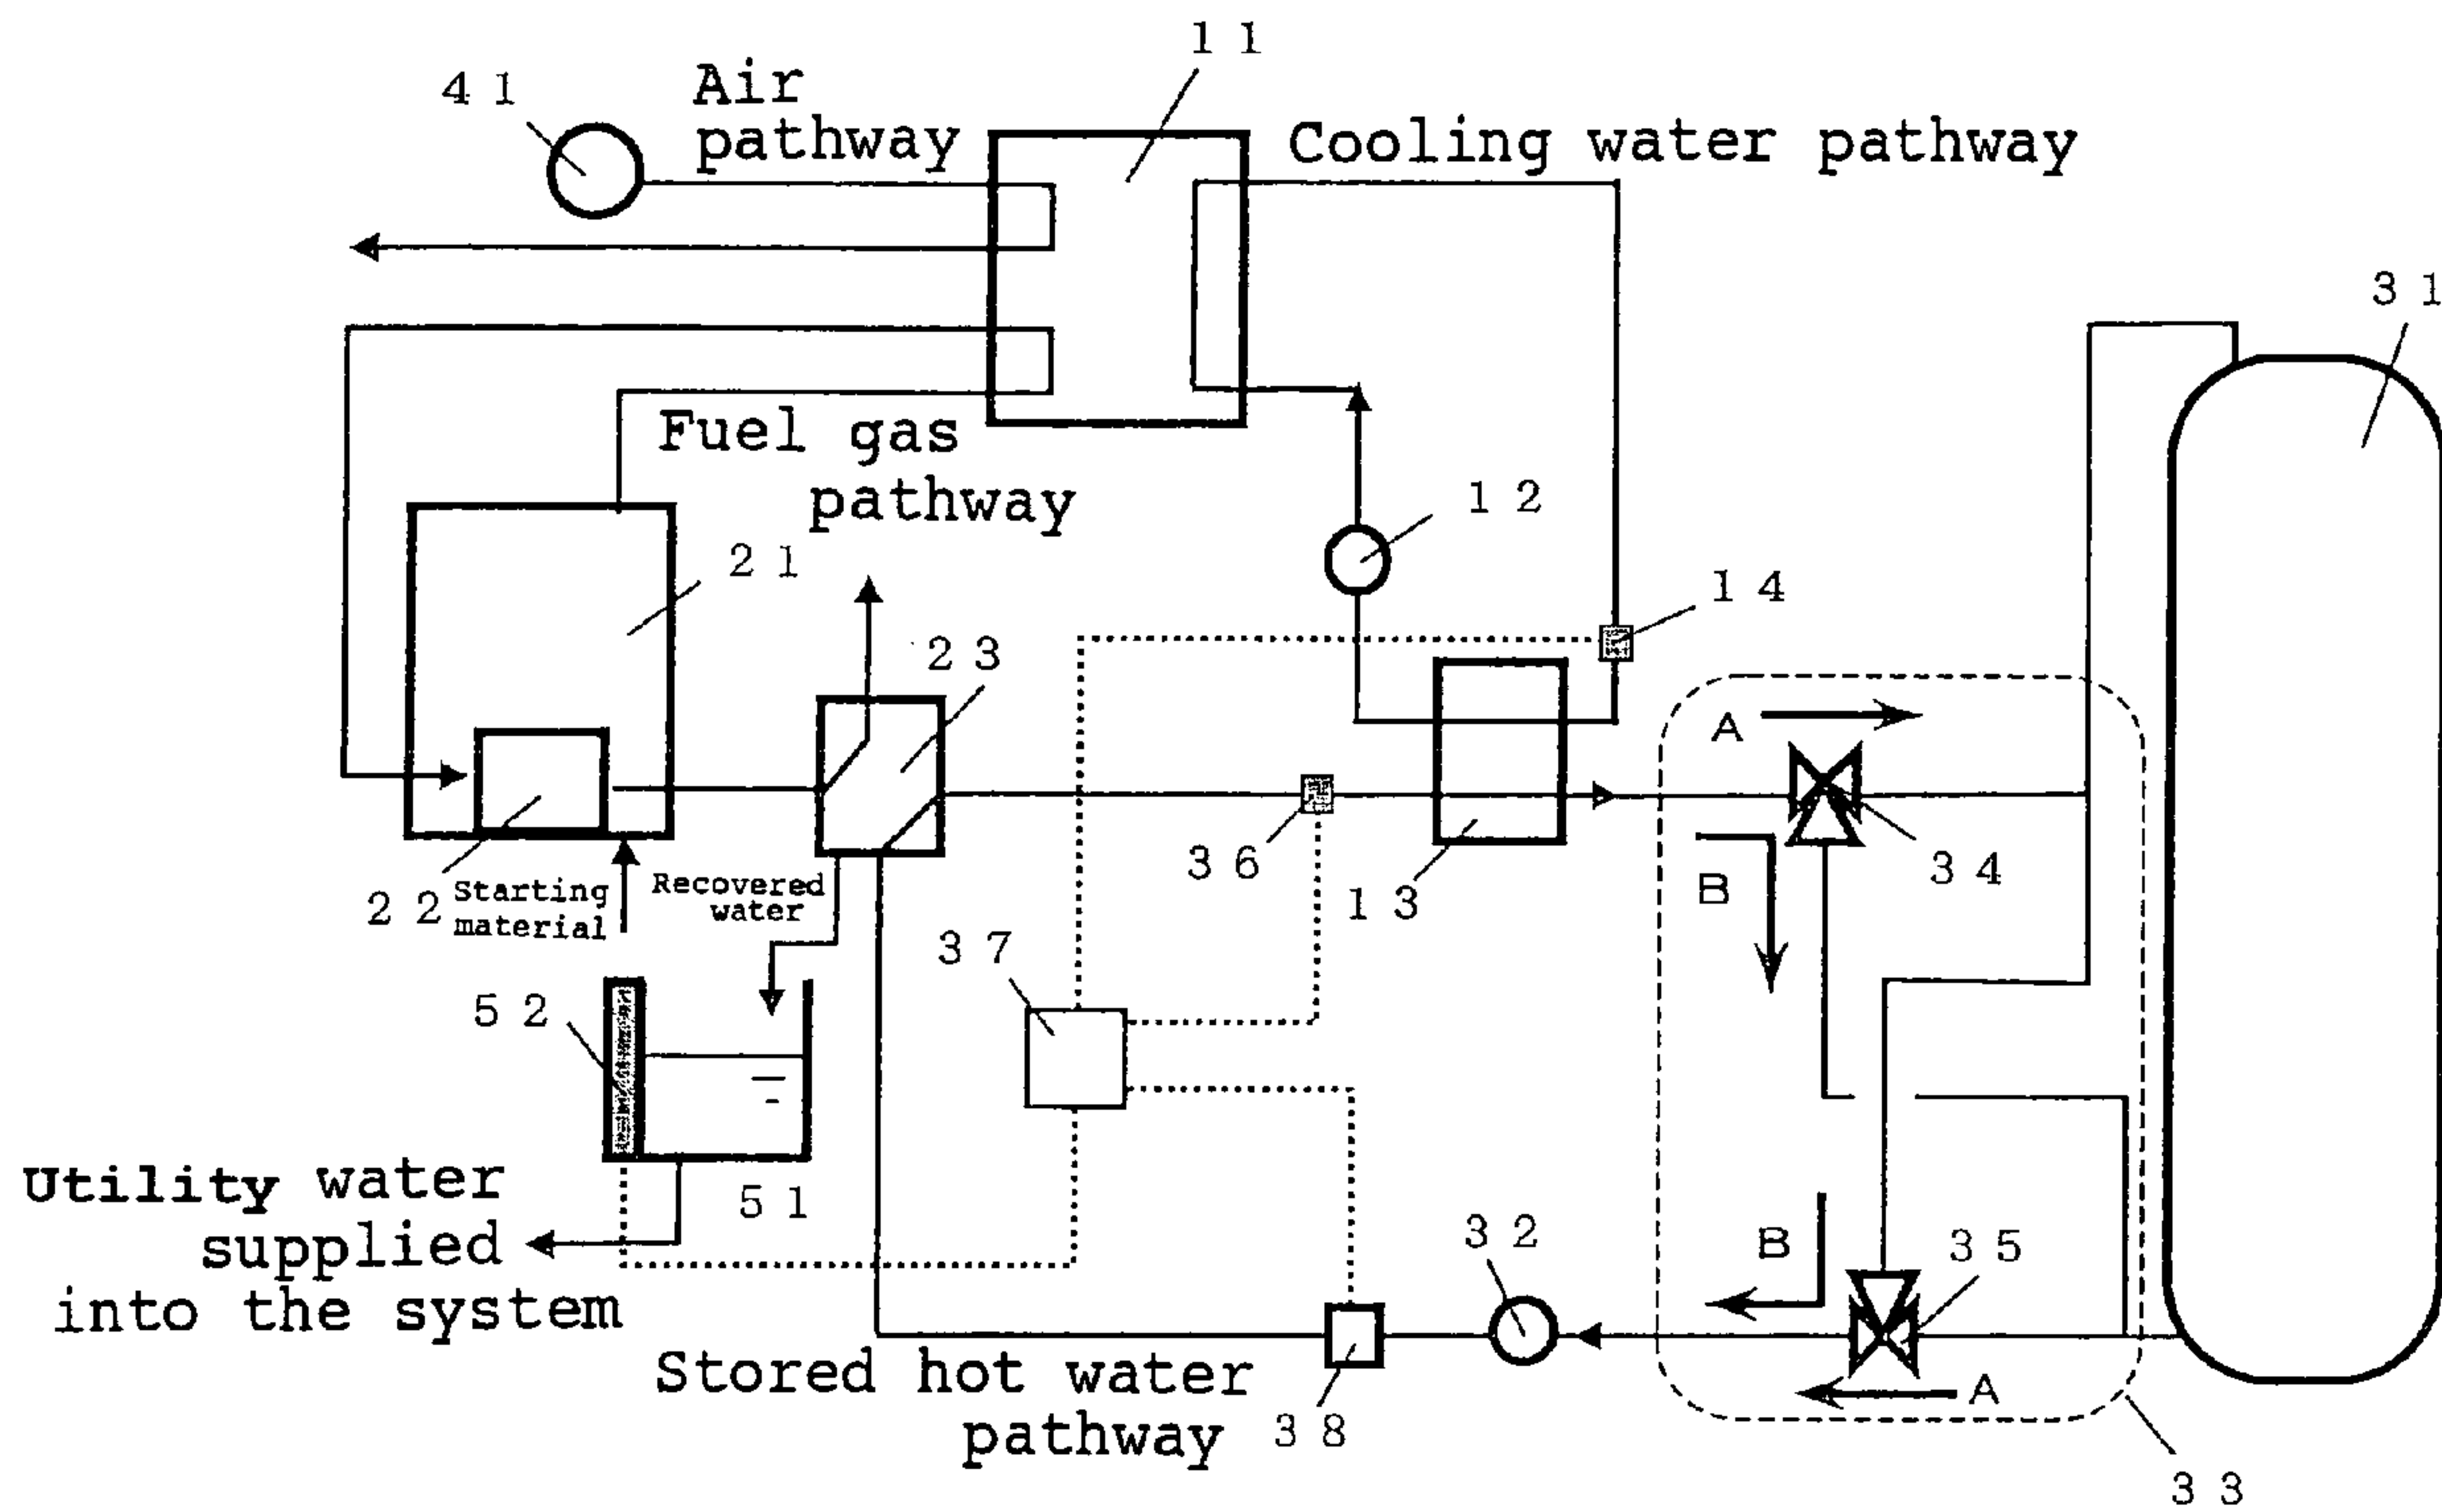 11
41
Air
pathway
Cooling water pathway
31
Fuel gas
pathway
12
21
14
23
A
34
36
13
B
22
Starting
material
Recovered
water
37
52
51
Utility water
supplied
into the system
32
B
35
A
Stored hot water
pathway
38
33